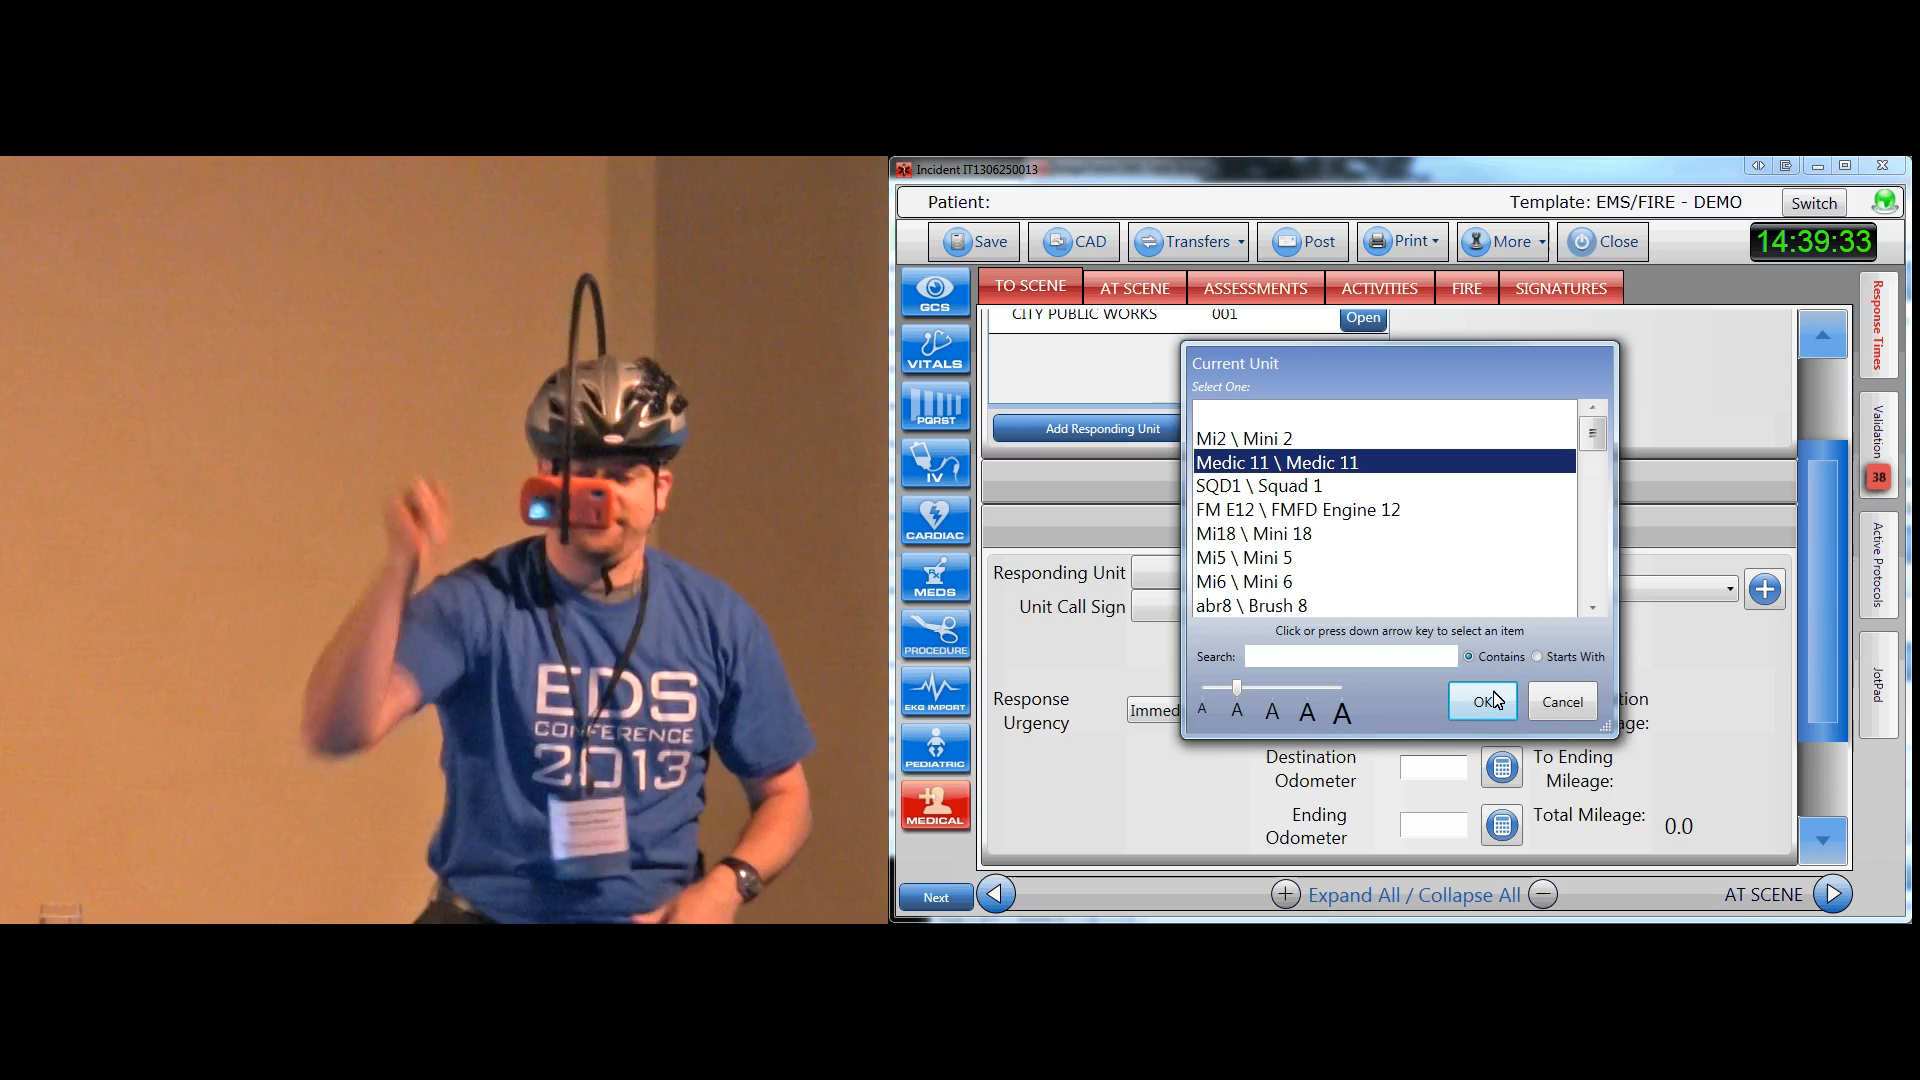 EDS
CONFERENCE
2013
Incident IT1306250013
Patient:
Template: EMS/FIRE - DEMO
Switch
Save
CAD
Transfers
Post
Print
More
Close
14:39:33
GCS
VITALS
PQRST
IV
CARDIAC
MEDS
PROCEDURE
EKG IMPORT
PEDIATRIC
MEDICAL
Next
TO SCENE
AT SCENE
ASSESSMENTS
ACTIVITIES
FIRE
SIGNATURES
CITY PUBLIC WORKS 001
Open
Add Responding Unit
Responding Unit
Unit Call Sign
Response
Urgency
Immed
Current Unit
Select One:
Mi2 \ Mini 2
Medic 11 \ Medic 11
SQD1 \ Squad 1
FM E12 \ FMFD Engine 12
Mi18 \ Mini 18
Mi5 \ Mini 5
Mi6 \ Mini 6
abr8 \ Brush 8
Click or press down arrow key to select an item
Search:
Contains
Starts With
A A A A A
OK
Cancel
tion
age:
Destination
Odometer
To Ending
Mileage:
Ending
Odometer
Total Mileage: 0.0
Expand All / Collapse All
AT SCENE
Response Times
Validation
38
Active Protocols
JotPad